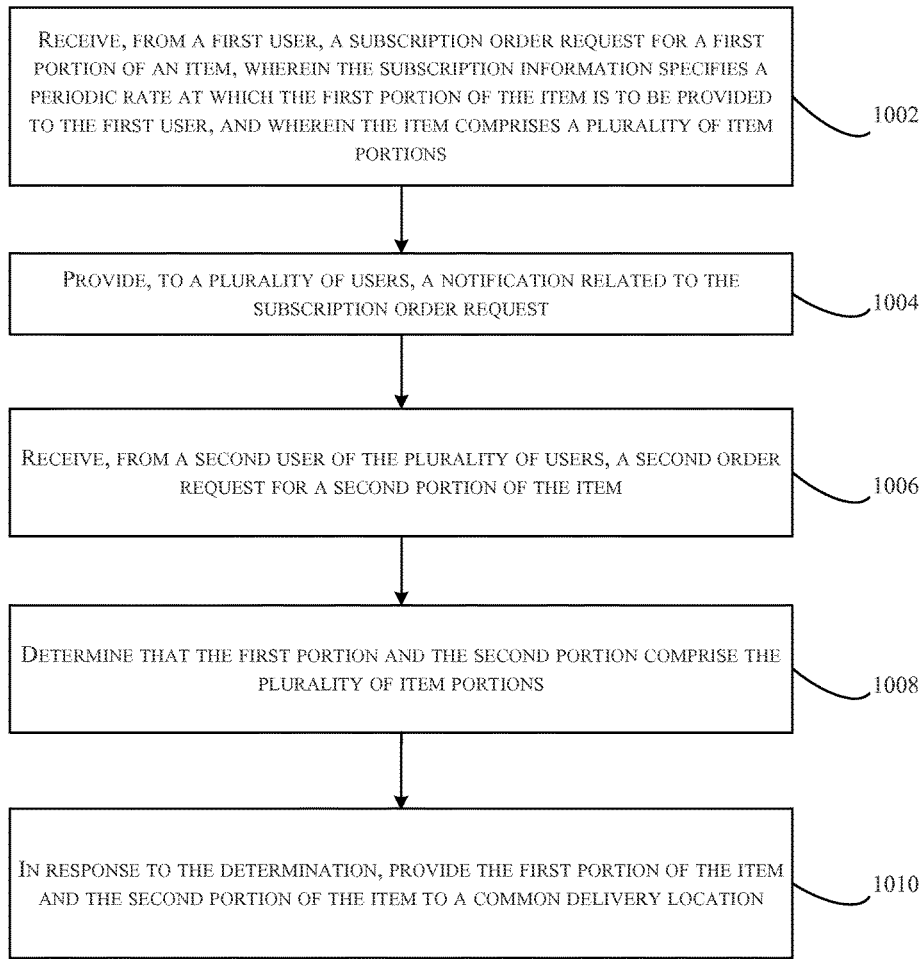 RECEIVE, FROM A FIRST USER, A SUBSCRIPTION ORDER REQUEST FOR A FIRST
PORTION OF AN ITEM, WHEREIN THE SUBSCRIPTION INFORMATION SPECIFIES A
PERIODIC RATE AT WHICH THE FIRST PORTION OF THE ITEM IS TO BE PROVIDED
TO THE FIRST USER, AND WHEREIN THE ITEM COMPRISES A PLURALITY OF ITEM
PORTIONS
1002
PROVIDE, TO A PLURALITY OF USERS, A NOTIFICATION RELATED TO THE
SUBSCRIPTION ORDER REQUEST
1004
RECEIVE, FROM A SECOND USER OF THE PLURALITY OF USERS, A SECOND ORDER
REQUEST FOR A SECOND PORTION OF THE ITEM
1006
DETERMINE THAT THE FIRST PORTION AND THE SECOND PORTION COMPRISE THE
PLURALITY OF ITEM PORTIONS
1008
IN RESPONSE TO THE DETERMINATION, PROVIDE THE FIRST PORTION OF THE ITEM
AND THE SECOND PORTION OF THE ITEM TO A COMMON DELIVERY LOCATION
1010